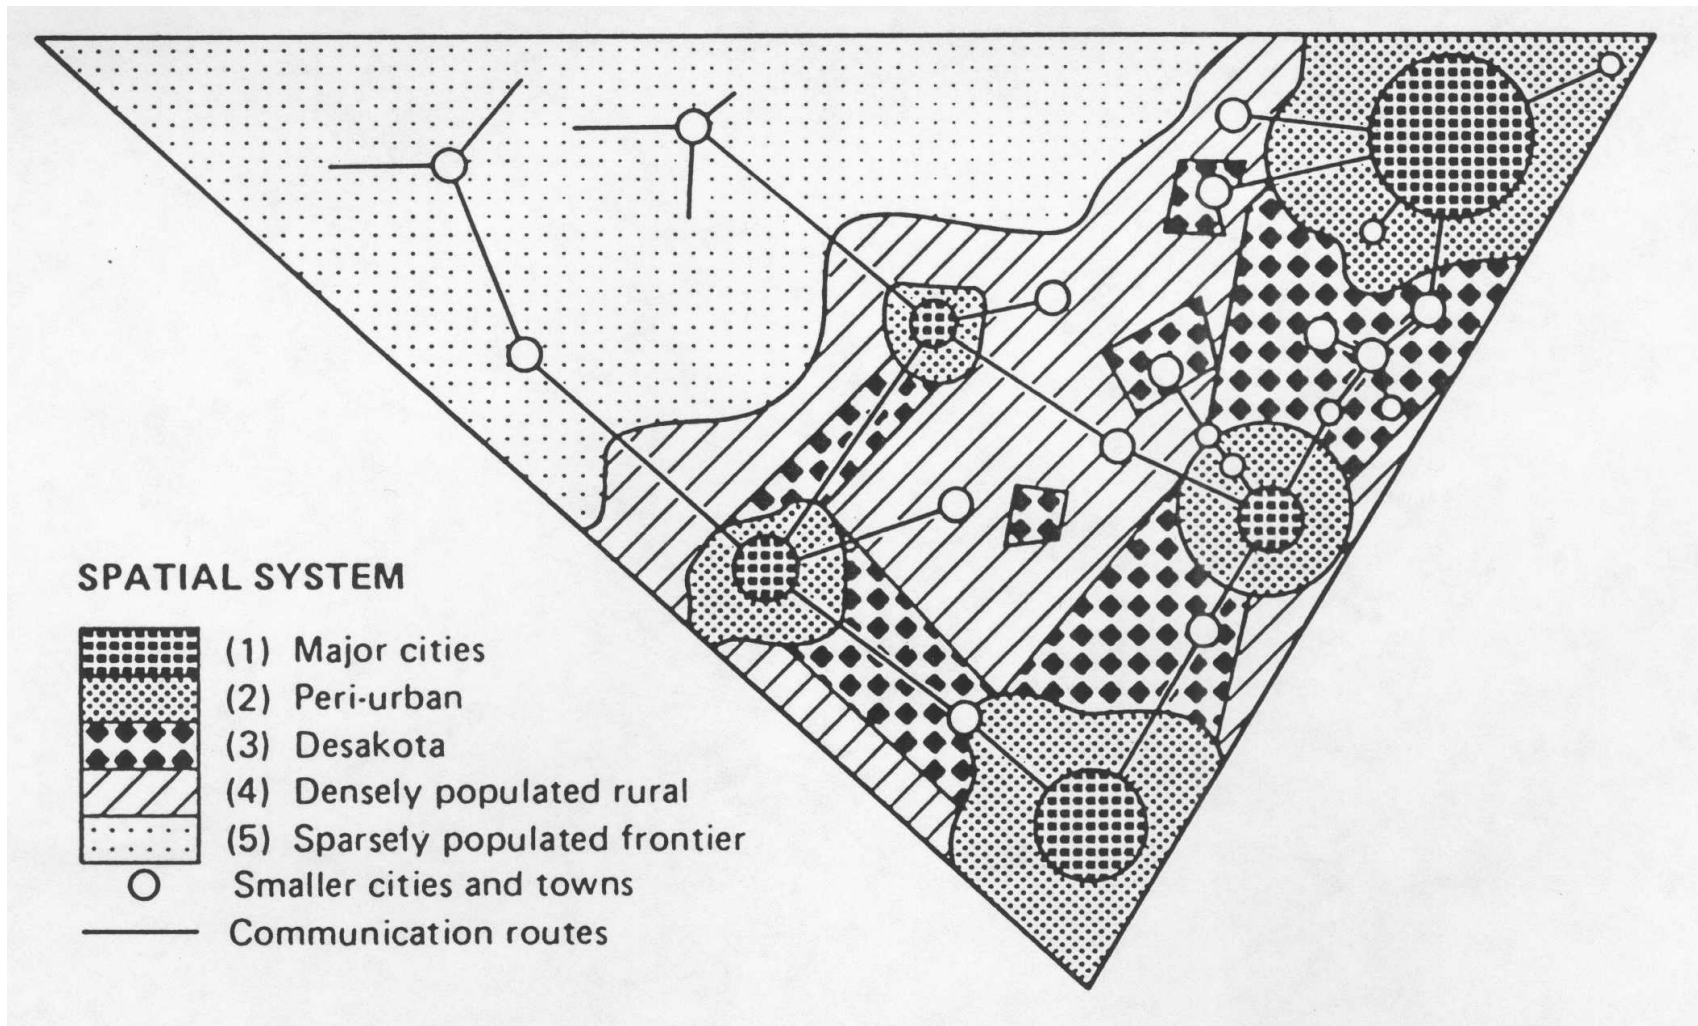 SPATIAL SYSTEM
(1) Major cities
(2) Peri-urban
(3) Desakota
(4) Densely populated rural
(5) Sparsely populated frontier
Smaller cities and towns
Communication routes